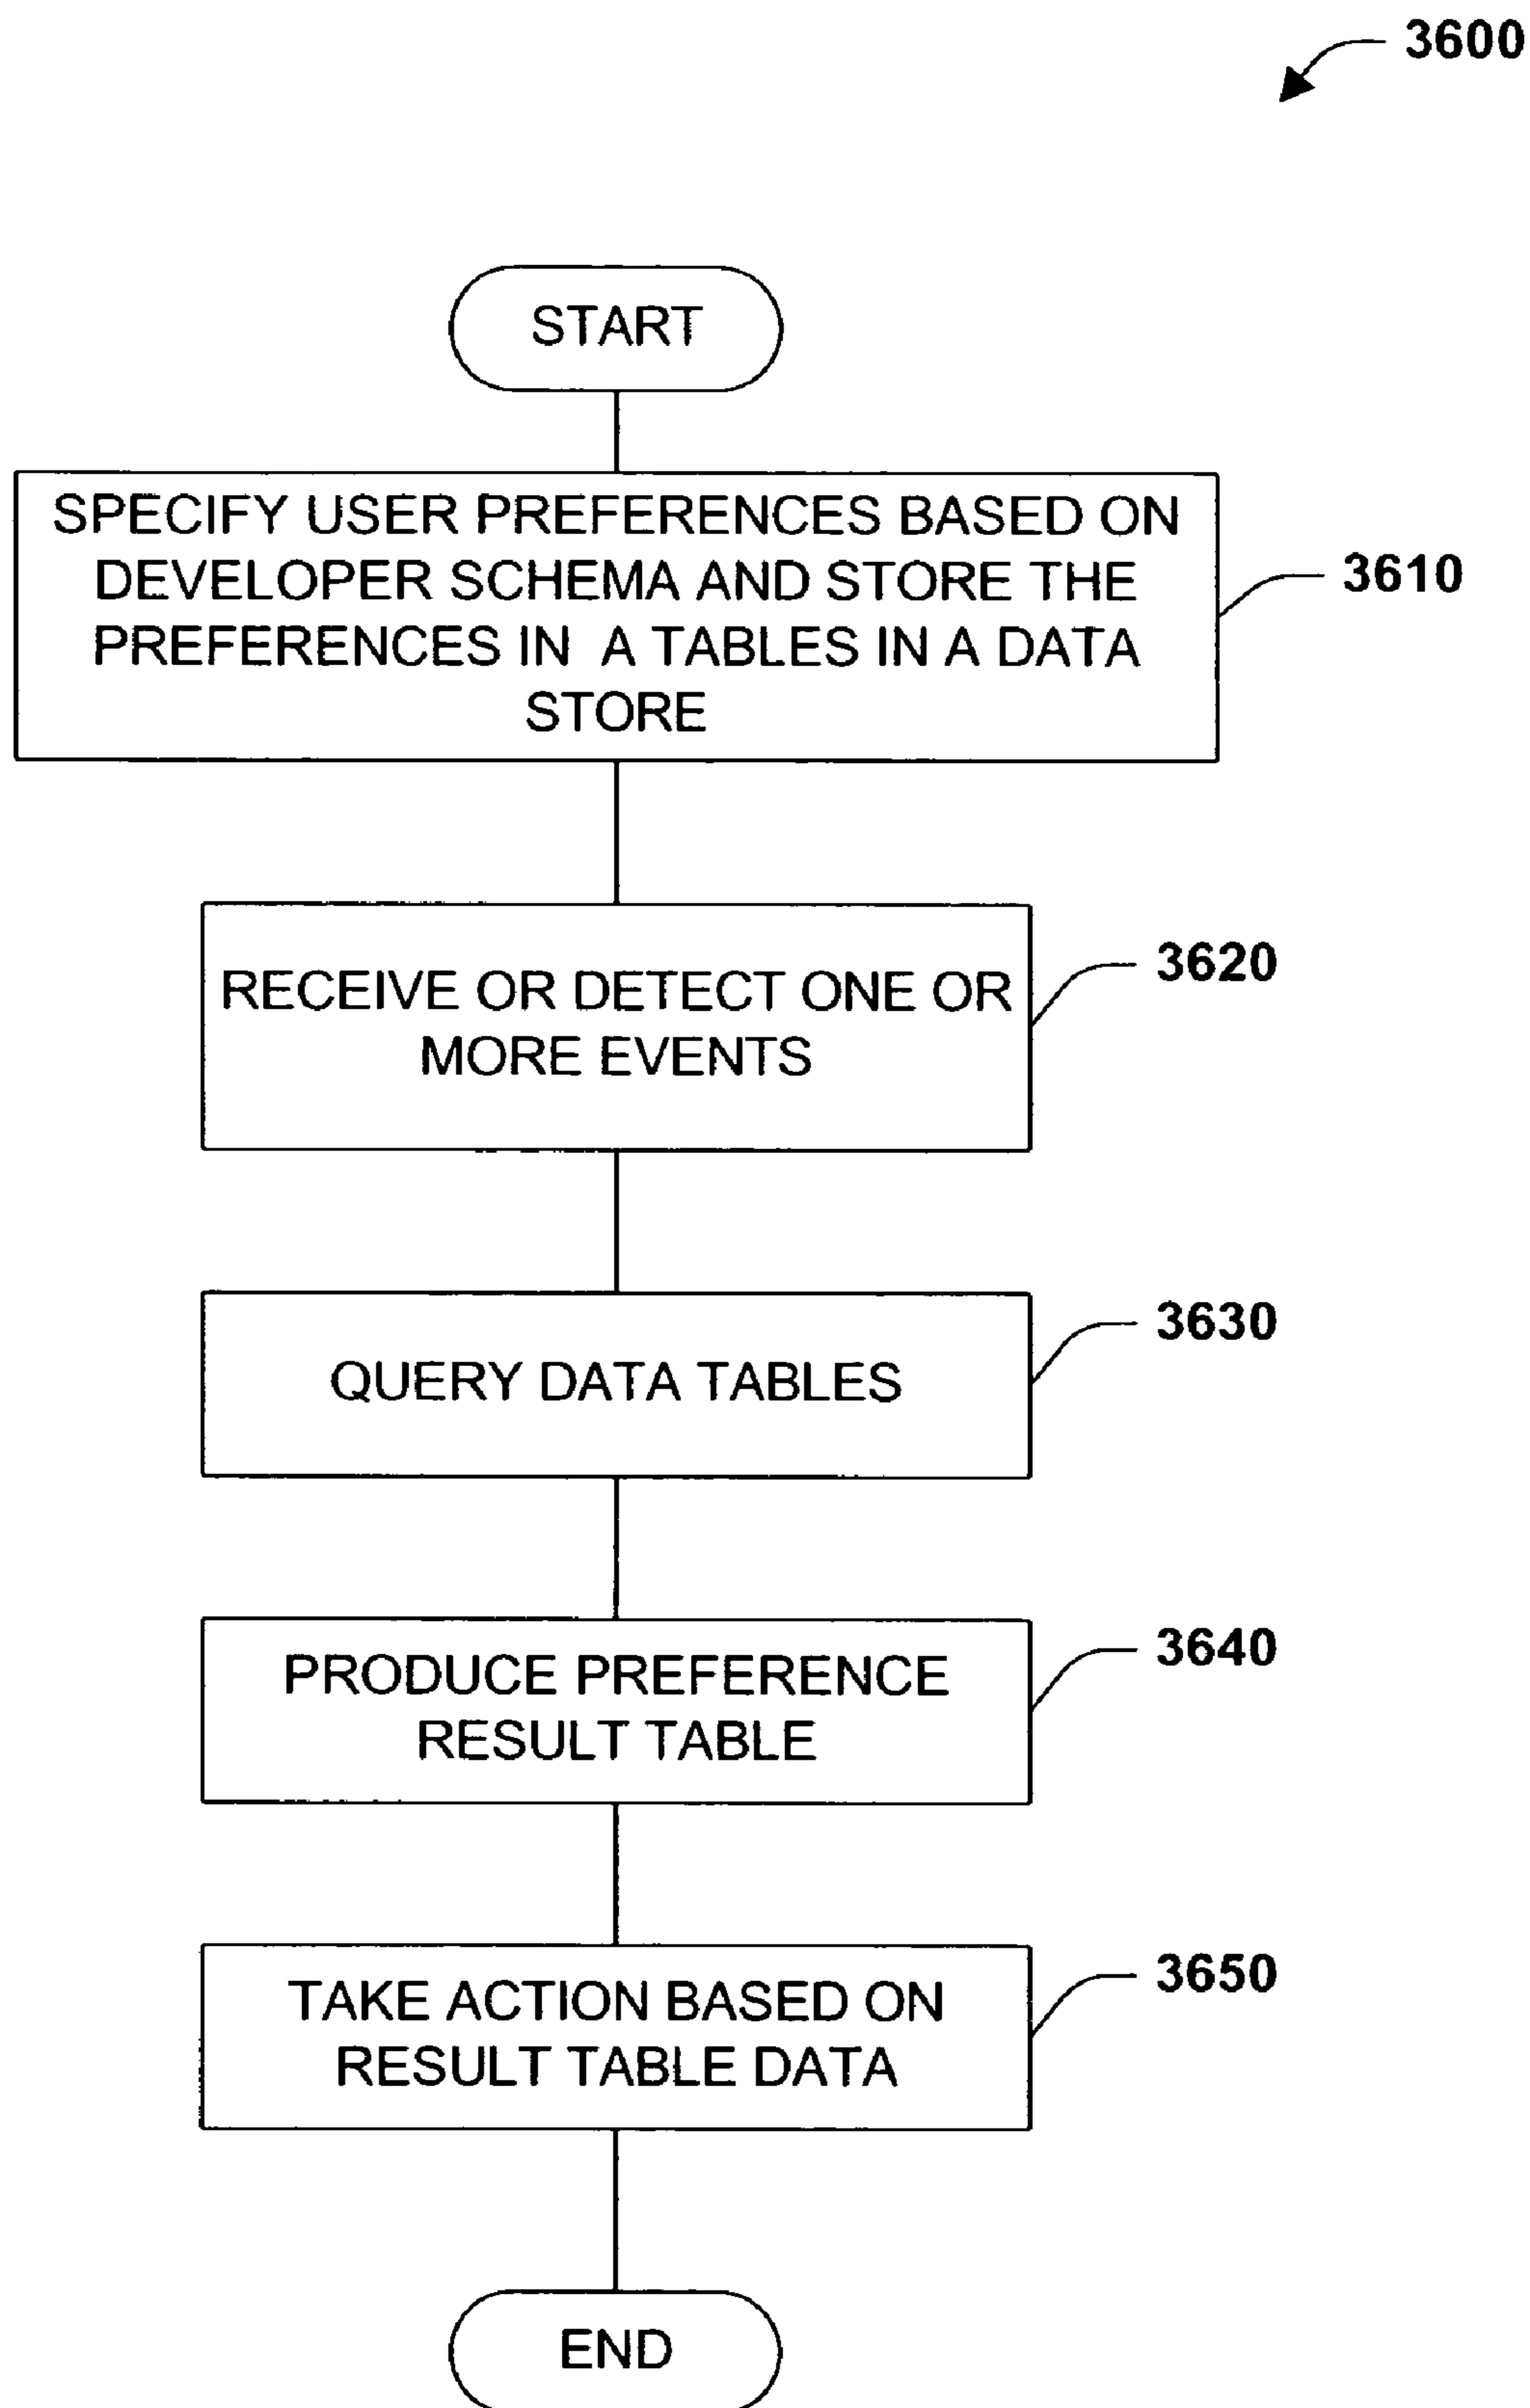 3600
START
SPECIFY USER PREFERENCES BASED ON
DEVELOPER SCHEMA AND STORE THE
PREFERENCES IN A TABLES IN A DATA
STORE
3610
RECEIVE OR DETECT ONE OR
MORE EVENTS
3620
QUERY DATA TABLES
3630
PRODUCE PREFERENCE
RESULT TABLE
3640
TAKE ACTION BASED ON
RESULT TABLE DATA
3650
END